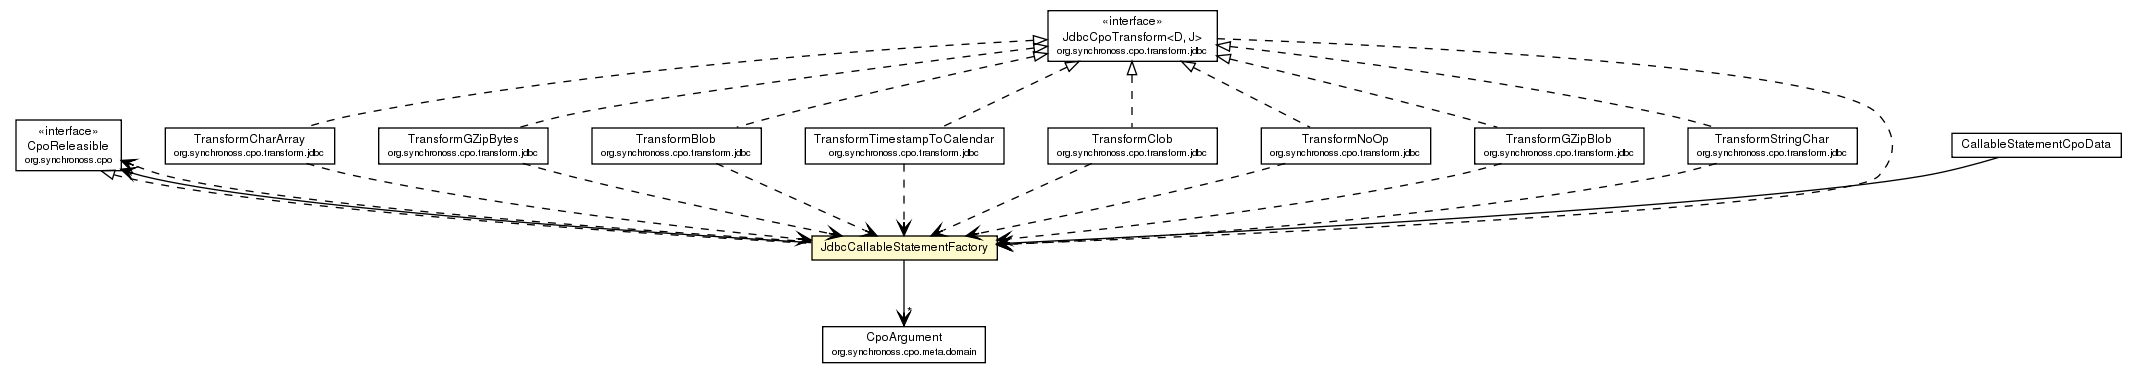 «interface»
JdbcCpoTransform<D, J>
org.synchronoss.cpo.transform.jdbc
«interface»
CpoReleasible
org.synchronoss.cpo
TransformCharArray
org.synchronoss.cpo.transform.jdbc
TransformGZipBytes
org.synchronoss.cpo.transform.jdbc
TransformBlob
org.synchronoss.cpo.transform.jdbc
TransformTimestampToCalendar
org.synchronoss.cpo.transform.jdbc
TransformClob
org.synchronoss.cpo.transform.jdbc
TransformNoOp
org.synchronoss.cpo.transform.jdbc
TransformGZipBlob
org.synchronoss.cpo.transform.jdbc
TransformStringChar
org.synchronoss.cpo.transform.jdbc
CallableStatementCpoData
JdbcCallableStatementFactory
*
CpoArgument
org.synchronoss.cpo.meta.domain